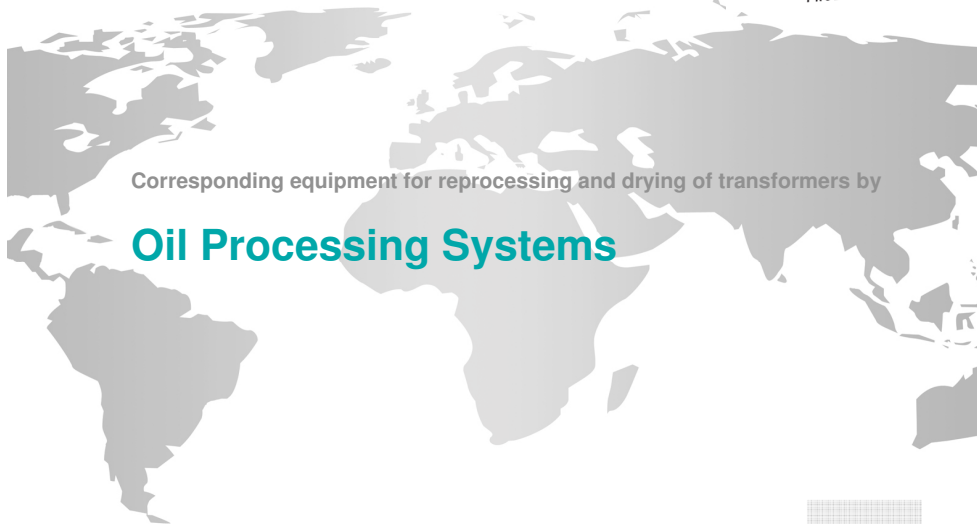 Corresponding equipment for reprocessing and drying of transformers by
Oil Processing Systems